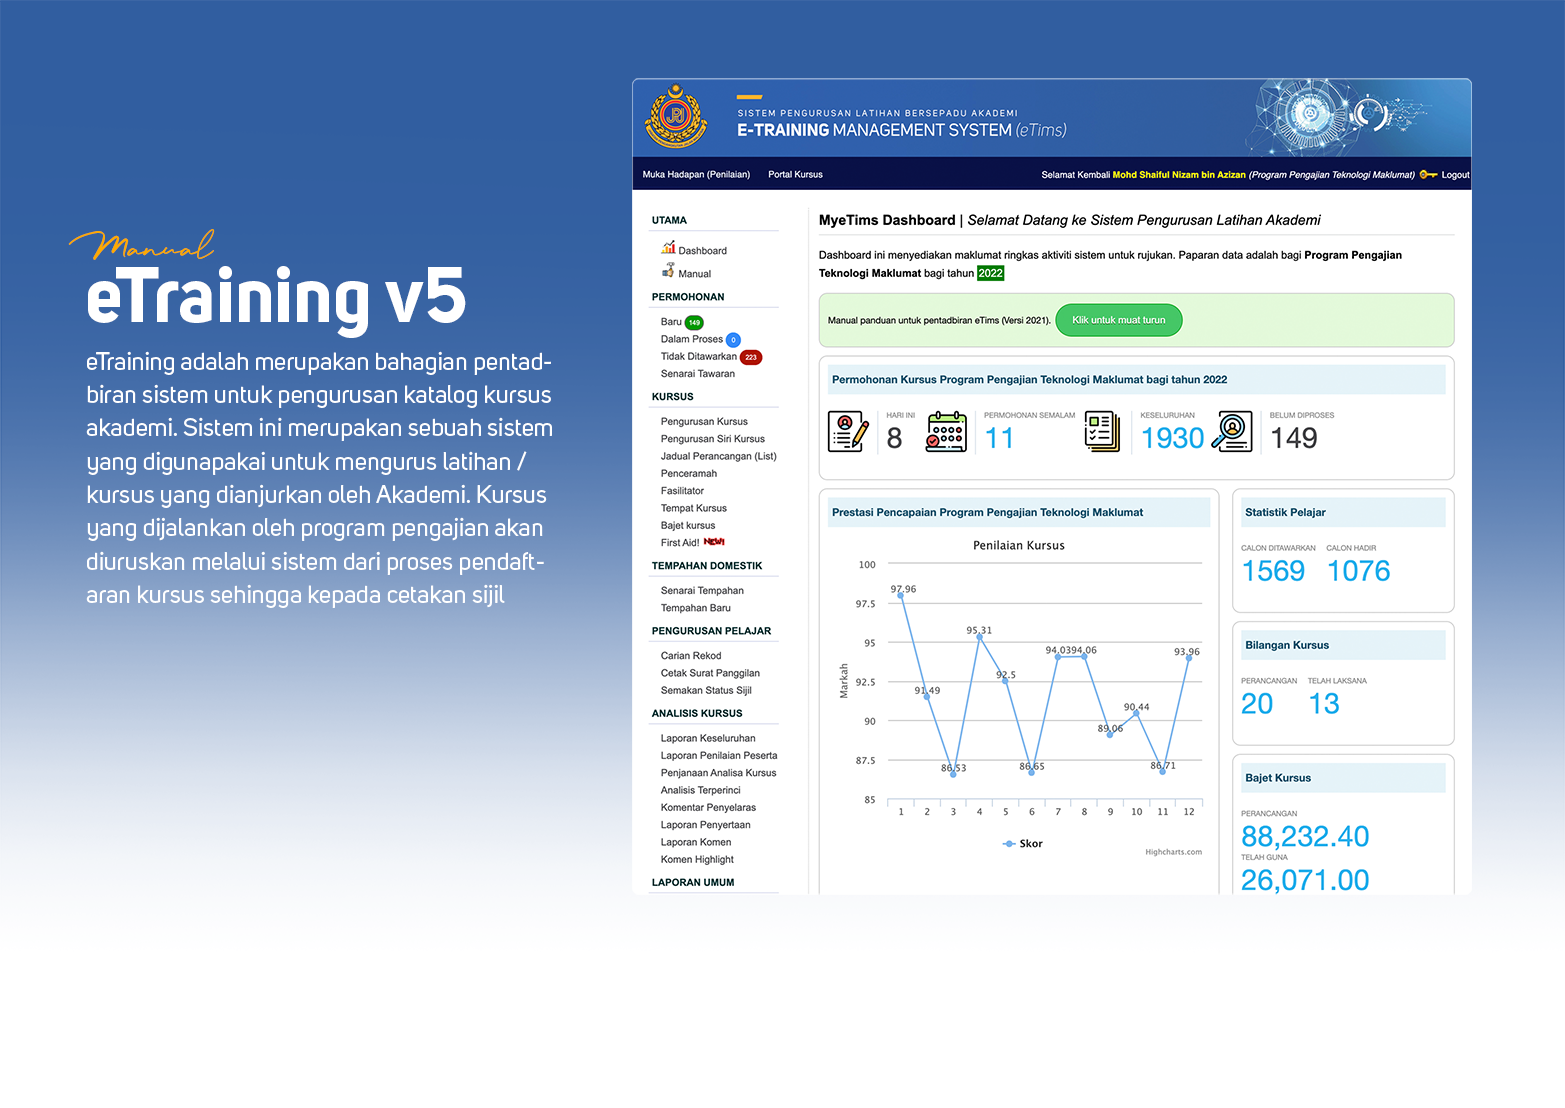 Manual
eTraining v5
eTraining adalah merupakan bahagian pentad-
biran sistem untuk pengurusan katalog kursus
akademi. Sistem ini merupakan sebuah sistem
yang digunapakai untuk mengurus latihan /
kursus yang dianjurkan oleh Akademi. Kursus
yang dijalankan oleh program pengajian akan
diuruskan melalui sistem dari proses pendaft-
aran kursus sehingga kepada cetakan sijil
SISTEM PENGURUSAN LATIHAN BERSEPADU AKADEMI
E-TRAINING MANAGEMENT SYSTEM (eTims)
Muka Hadapan (Penilaian) Portal Kursus
Selamat Kembali Mohd Shaiful Nizam bin Azizan (Program Pengajian Teknologi Maklumat) Logout
UTAMA
Dashboard
Manual
PERMOHONAN
Baru 149
Dalam Proses 0
Tidak Ditawarkan 223
Senarai Tawaran
KURSUS
Pengurusan Kursus
Pengurusan Siri Kursus
Jadual Perancangan (List)
Penceramah
Fasilitator
Tempat Kursus
Bajet kursus
First Aid! NEW!
TEMPAHAN DOMESTIK
Senarai Tempahan
Tempahan Baru
PENGURUSAN PELAJAR
Carian Rekod
Cetak Surat Panggilan
Semakan Status Sijil
ANALISIS KURSUS
Laporan Keseluruhan
Laporan Penilaian Peserta
Penjanaan Analisa Kursus
Analisis Terperinci
Komentar Penyelaras
Laporan Penyertaan
Laporan Komen
Komen Highlight
LAPORAN UMUM
MyeTims Dashboard | Selamat Datang ke Sistem Pengurusan Latihan Akademi
Dashboard ini menyediakan maklumat ringkas aktiviti sistem untuk rujukan. Paparan data adalah bagi Program Pengajian
Teknologi Maklumat bagi tahun 2022
Manual panduan untuk pentadbiran eTims (Versi 2021). Klik untuk muat turun
Permohonan Kursus Program Pengajian Teknologi Maklumat bagi tahun 2022
HARI INI PERMOHONAN SEMALAM KESELURUHAN BELUM DIPROSES
8 11 1930 149
Prestasi Pencapaian Program Pengajian Teknologi Maklumat
Penilaian Kursus
Markah
100
97.5
95
92.5
90
87.5
85
97.96
91.49
86.53
95.31
92.5
86.65
94.03
94.06
89.06
90.44
86.71
93.96
1 2 3 4 5 6 7 8 9 10 11 12
Skor
Highcharts.com
Statistik Pelajar
CALON DITAWARKAN CALON HADIR
1569 1076
Bilangan Kursus
PERANCANGAN TELAH LAKSANA
20 13
Bajet Kursus
PERANCANGAN
88,232.40
TELAH GUNA
26,071.00